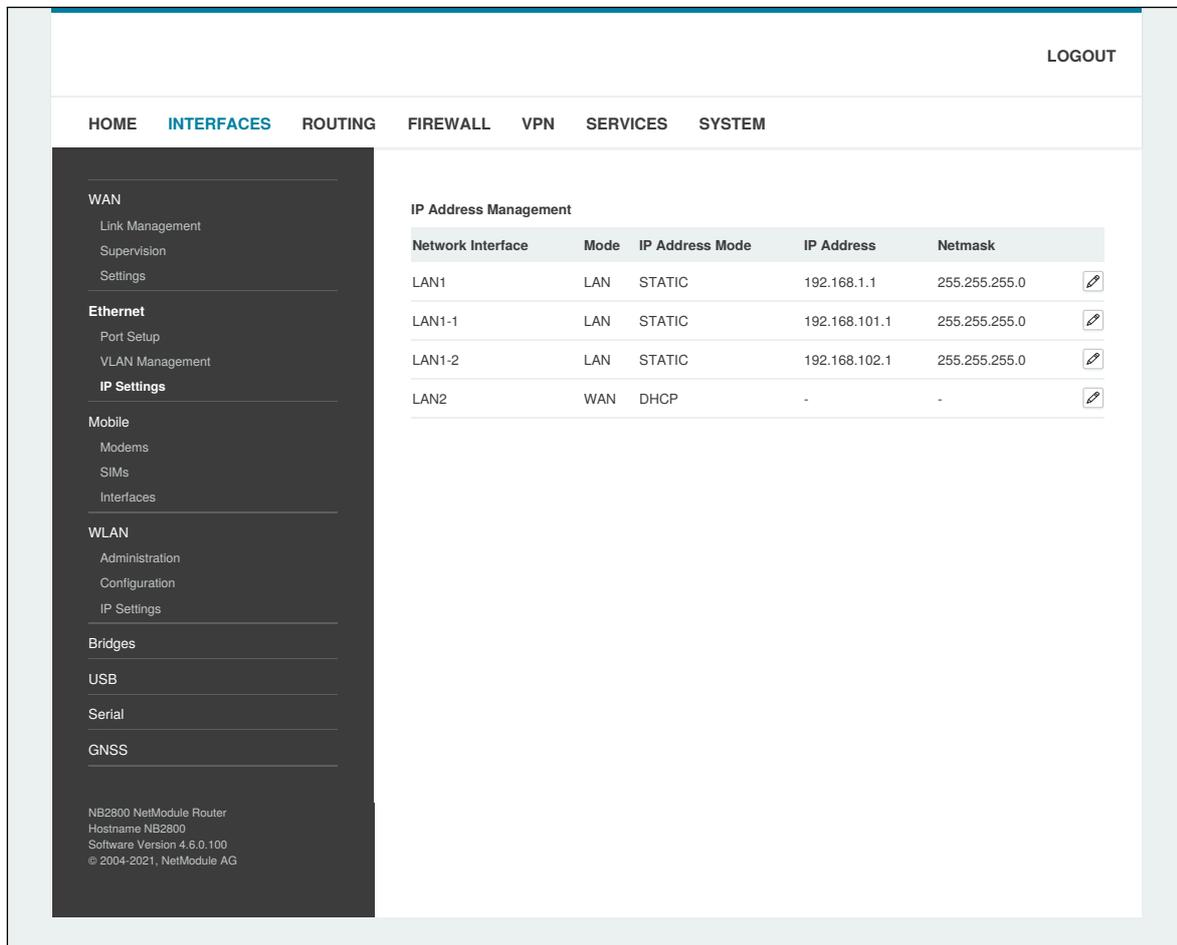 LOGOUT
HOME INTERFACES ROUTING FIREWALL VPN SERVICES SYSTEM
WAN
Link Management
Supervision
Settings
Ethernet
Port Setup
VLAN Management
IP Settings
Mobile
Modems
SIMs
Interfaces
WLAN
Administration
Configuration
IP Settings
Bridges
USB
Serial
GNSS
NB2800 NetModule Router
Hostname NB2800
Software Version 4.6.0.100
© 2004-2021, NetModule AG
IP Address Management
Network Interface Mode IP Address Mode IP Address Netmask
LAN1 LAN STATIC 192.168.1.1 255.255.255.0
LAN1-1 LAN STATIC 192.168.101.1 255.255.255.0
LAN1-2 LAN STATIC 192.168.102.1 255.255.255.0
LAN2 WAN DHCP - -